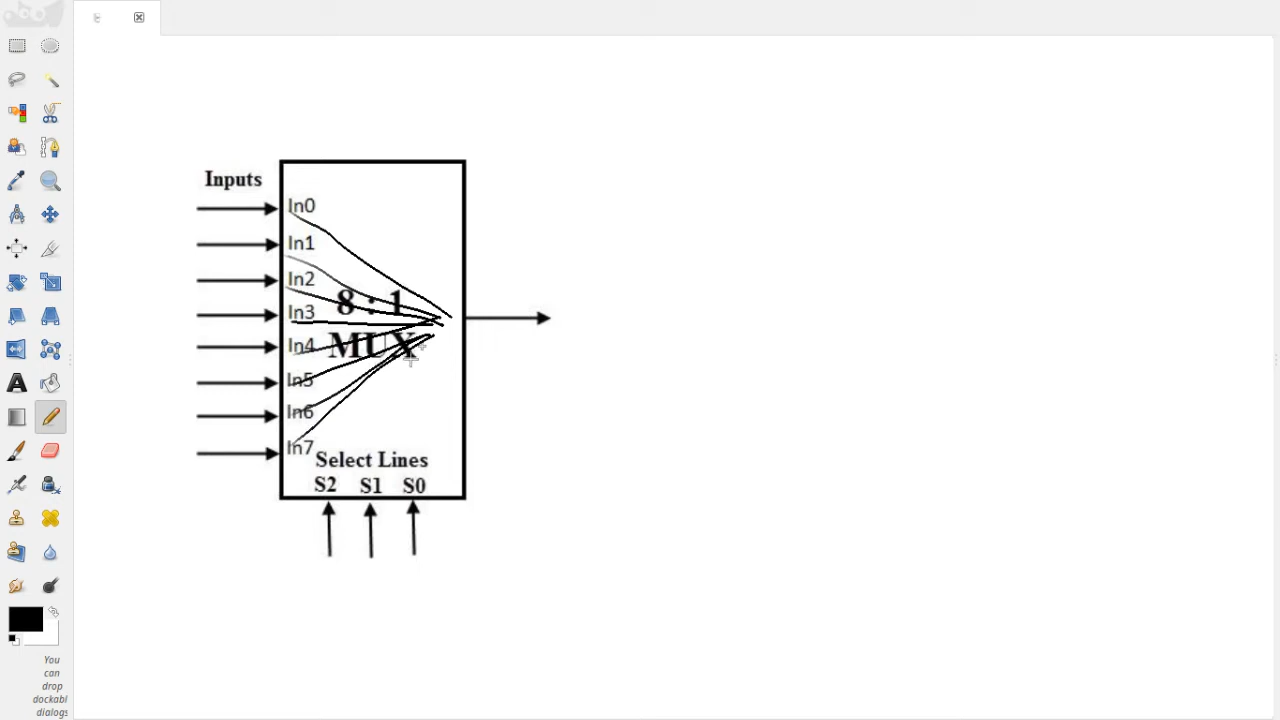 Inputs
In0
In1
In2
8 : 1
In3
In4 MUX
In5
In6
In7
Select Lines
S2 S1 S0
You
can
drop
dockabl
dialogs